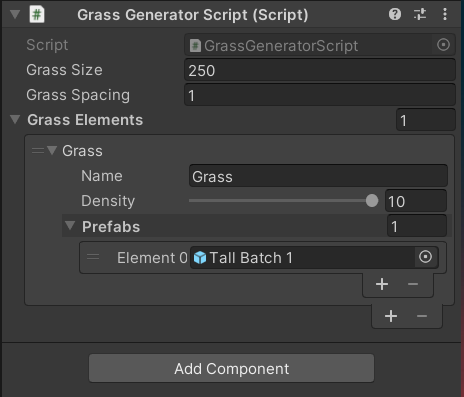 Grass Generator Script (Script)
Script GrassGeneratorScript
Grass Size 250
Grass Spacing 1
Grass Elements 1
Grass
Name Grass
Density 10
Prefabs 1
Element 0 Tall Batch 1
+ −
+ −
Add Component